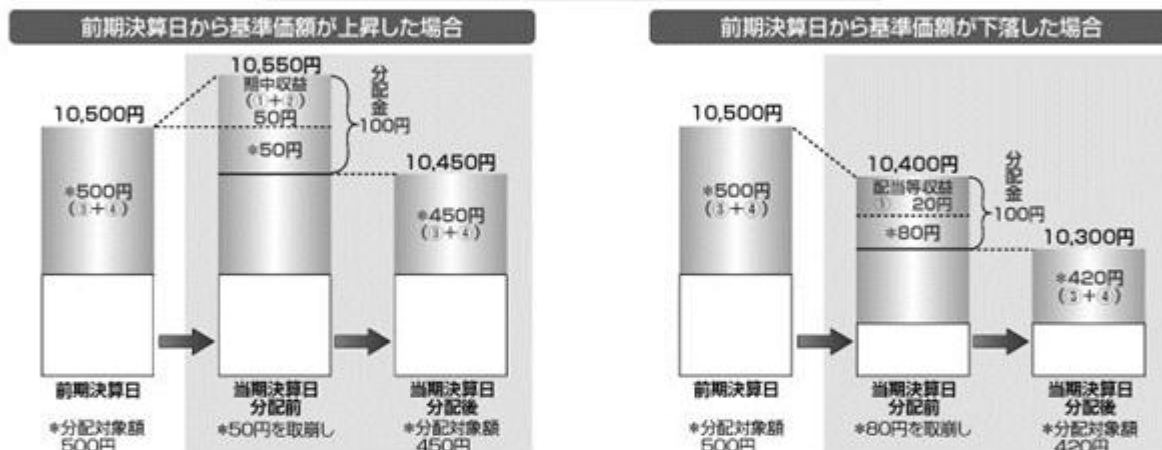 前期決算日から基準価額が上昇した場合
10,550円
期中収益
(①+②)
50円
*50円
分配金
100円
10,500円
*500円
(③+④)
10,450円
*450円
(③+④)
前期決算日
当期決算日
分配前
当期決算日
分配後
*分配対象額
500円
*50円を取崩し
*分配対象額
450円
前期決算日から基準価額が下落した場合
10,500円
*500円
(③+④)
10,400円
配当等収益
① 20円
*80円
分配金
100円
10,300円
*420円
(③+④)
前期決算日
当期決算日
分配前
当期決算日
分配後
*分配対象額
500円
*80円を取崩し
*分配対象額
420円